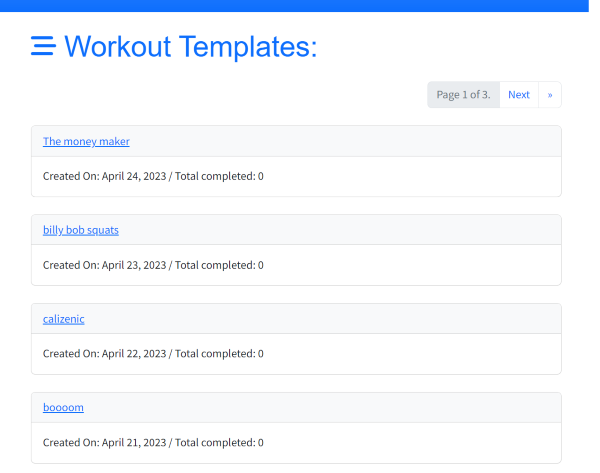 Workout Templates:
Page 1 of 3. Next »
The money maker
Created On: April 24, 2023 / Total completed: 0
billy bob squats
Created On: April 23, 2023 / Total completed: 0
calizenic
Created On: April 22, 2023 / Total completed: 0
boooom
Created On: April 21, 2023 / Total completed: 0